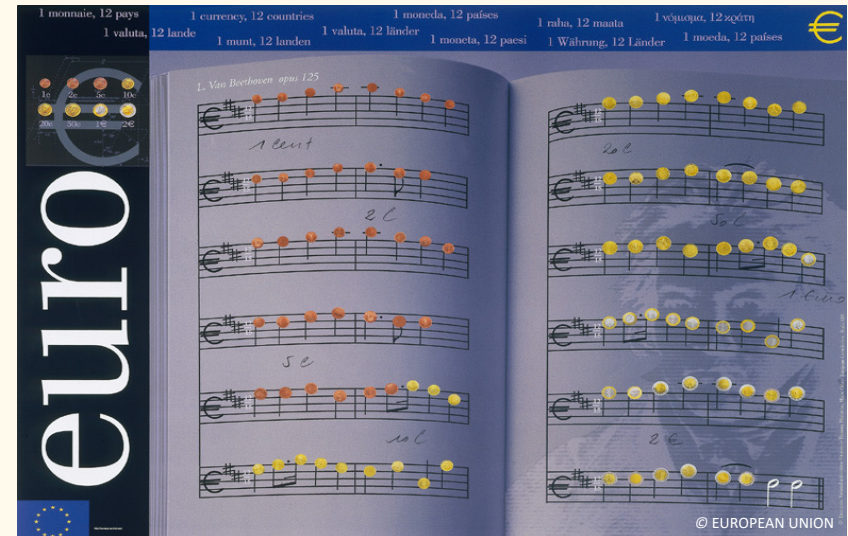 1 monnaie, 12 pays
1 currency, 12 countries
1 moneda, 12 países
1 raha, 12 maata
1 νόμισμα, 12 κράτη
1 valuta, 12 lande
1 munt, 12 landen
1 valuta, 12 länder
1 moneta, 12 paesi
1 Währung, 12 Länder
1 moeda, 12 países
€
L. Van Beethoven opus 125
1c 2c 5c 10c
20c 50c 1€ 2€
euro
1 cent
2 C
5 C
10 C
20 C
50 C
1 Euro
2 €
© EUROPEAN UNION